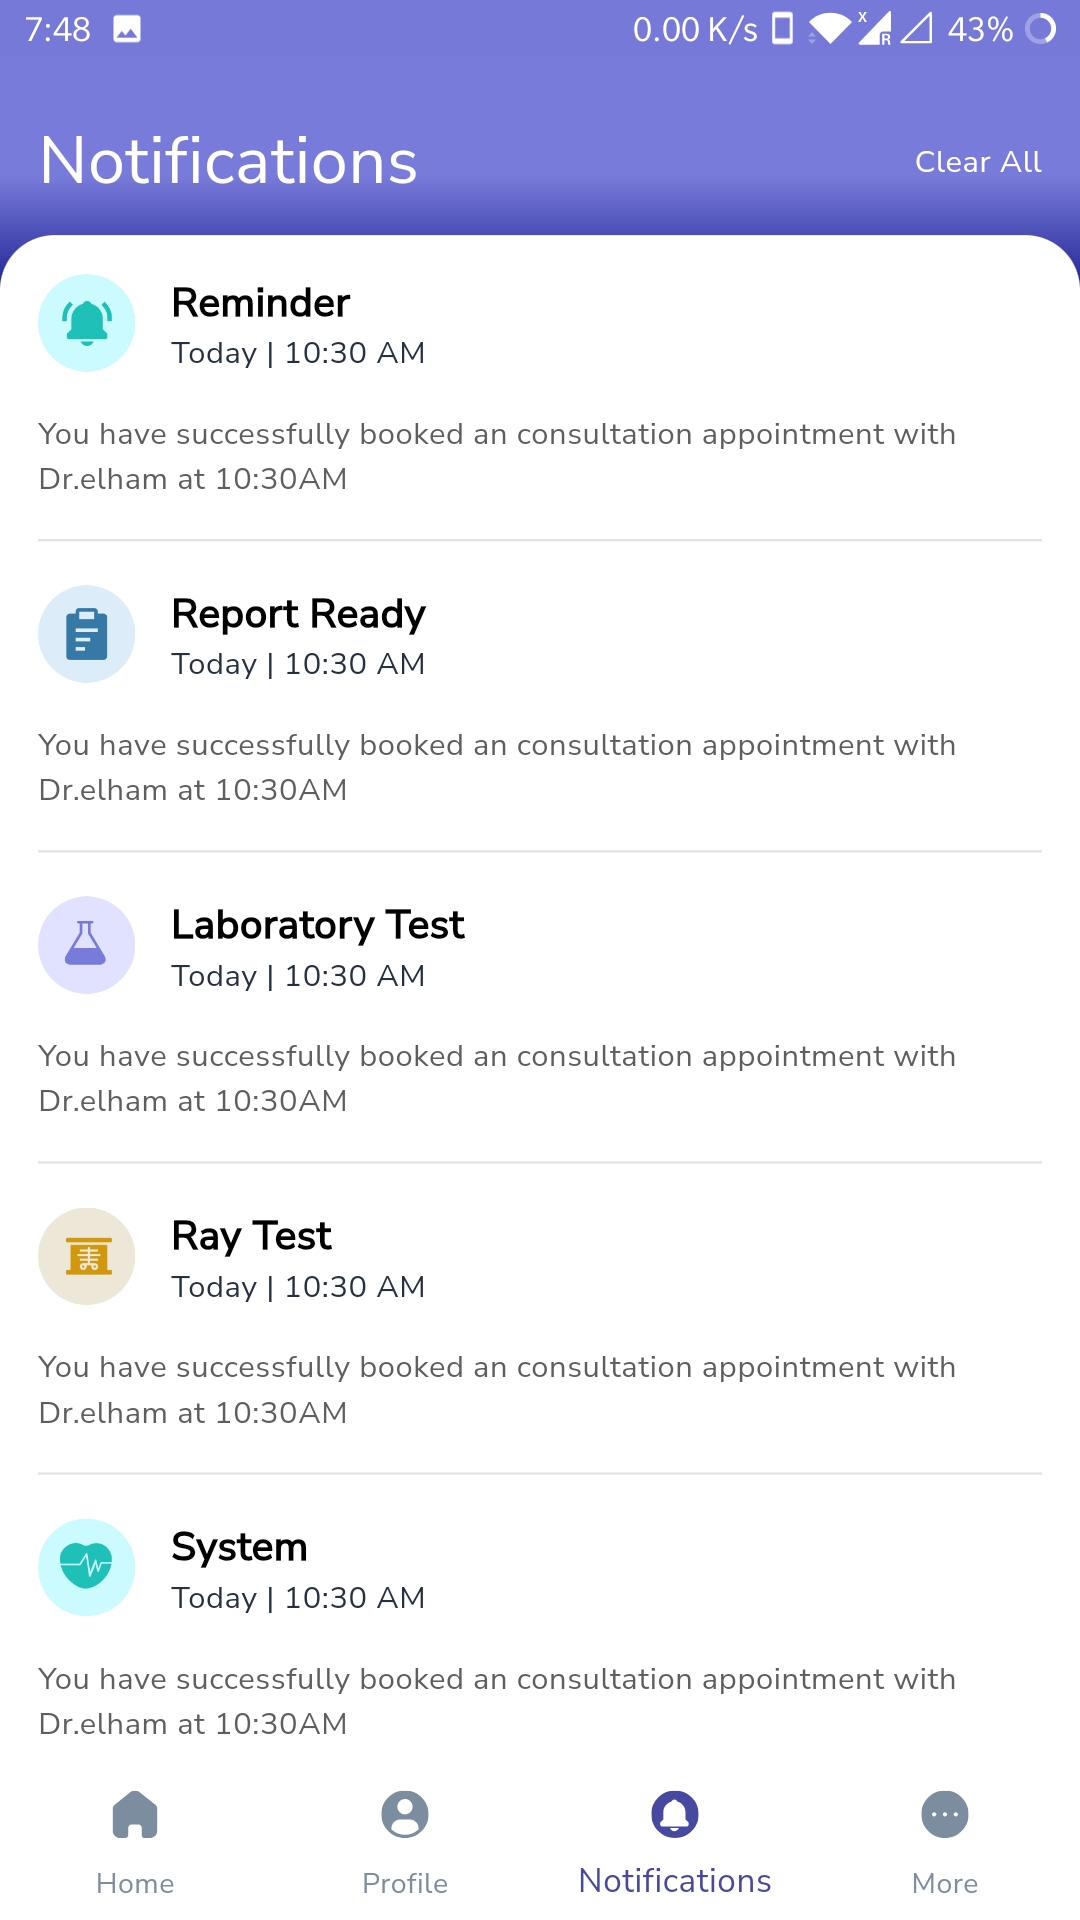 7:48 0.00 K/s X R 43%
Notifications Clear All
Reminder
Today | 10:30 AM
You have successfully booked an consultation appointment with
Dr.elham at 10:30AM
Report Ready
Today | 10:30 AM
You have successfully booked an consultation appointment with
Dr.elham at 10:30AM
Laboratory Test
Today | 10:30 AM
You have successfully booked an consultation appointment with
Dr.elham at 10:30AM
Ray Test
Today | 10:30 AM
You have successfully booked an consultation appointment with
Dr.elham at 10:30AM
System
Today | 10:30 AM
You have successfully booked an consultation appointment with
Dr.elham at 10:30AM
Home Profile Notifications More